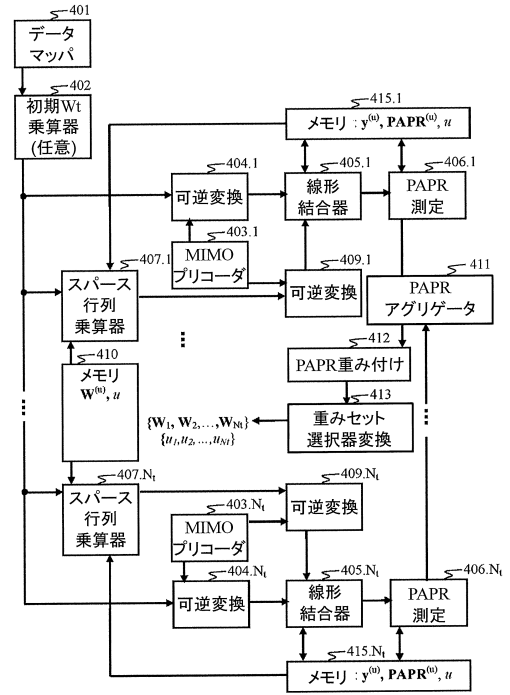 401
データ
マッパ
402
初期Wt
乗算器
(任意)
415.1
メモリ : y(u), PAPR(u), u
404.1
可逆変換
405.1
線形
結合器
406.1
PAPR
測定
403.1
MIMO
プリコーダ
407.1
スパース
行列
乗算器
409.1
可逆変換
411
PAPR
アグリゲータ
410
メモリ
W(u), u
412
PAPR重み付け
413
重みセット
選択器変換
{W1, W2,…,WNt}
{u1,u2,…,uNt}
407.Nt
スパース
行列
乗算器
409.Nt
可逆変換
403.Nt
MIMO
プリコーダ
404.Nt
可逆変換
405.Nt
線形
結合器
406.Nt
PAPR
測定
415.Nt
メモリ : y(u), PAPR(u), u